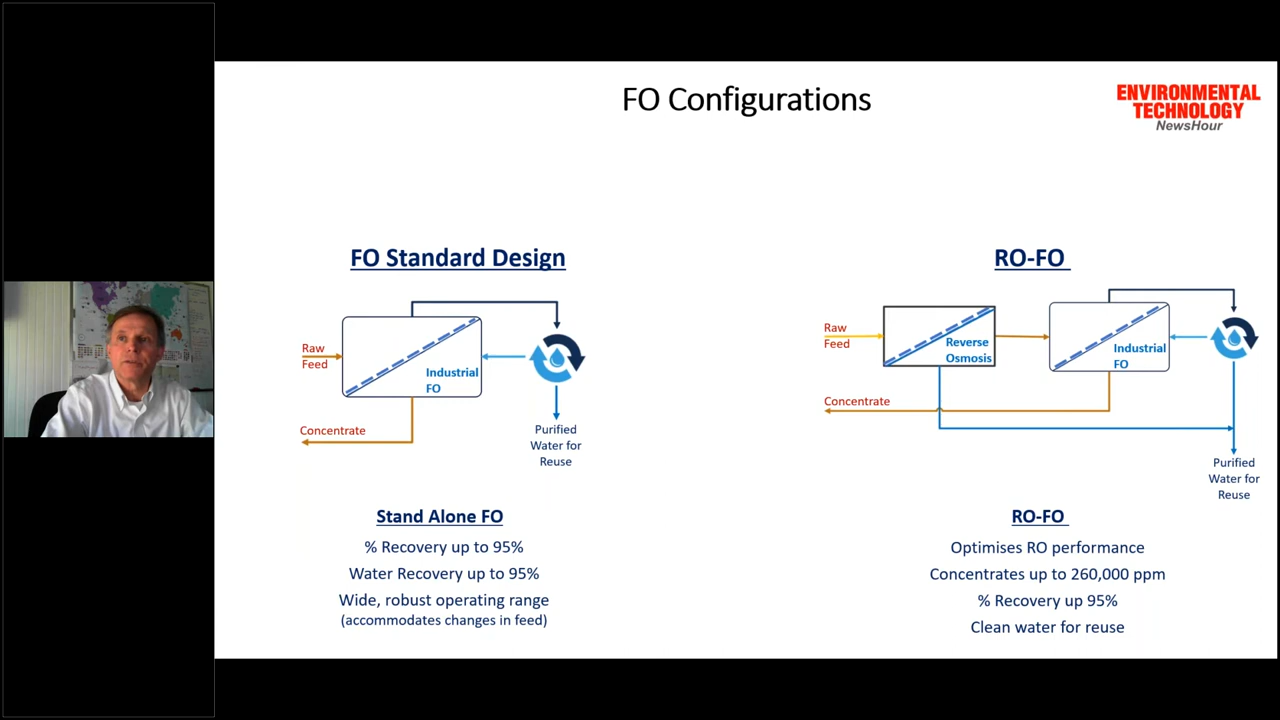 FO Configurations
ENVIRONMENTAL
TECHNOLOGY
NewsHour
FO Standard Design
Raw
Feed
Industrial
FO
Concentrate
Purified
Water for
Reuse
Stand Alone FO
% Recovery up to 95%
Water Recovery up to 95%
Wide, robust operating range
(accommodates changes in feed)
RO-FO
Raw
Feed
Reverse
Osmosis
Industrial
FO
Concentrate
Purified
Water for
Reuse
RO-FO
Optimises RO performance
Concentrates up to 260,000 ppm
% Recovery up 95%
Clean water for reuse